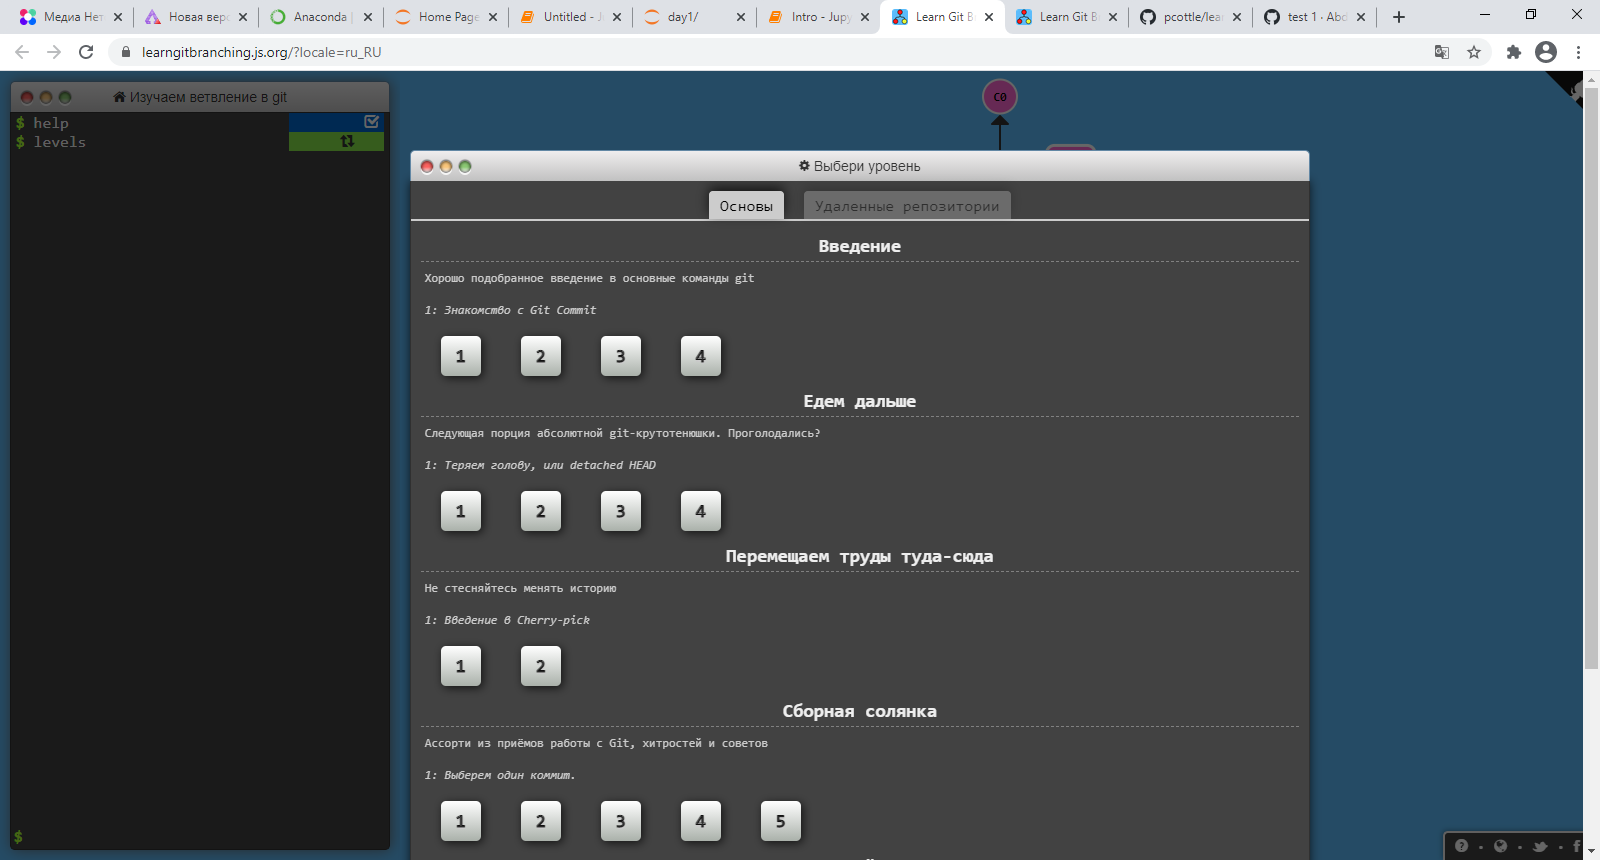 Медиа Нет
Новая верс
Anaconda |
Home Page
Untitled - J
day1/
Intro - Jupy
Learn Git B
Learn Git B
pcottle/lea
test 1 · Abd
learngitbranching.js.org/?locale=ru_RU
Изучаем ветвление в git
$ help
$ levels
C0
Выбери уровень
Основы
Удаленные репозитории
Введение
Хорошо подобранное введение в основные команды git
1: Знакомство с Git Commit
1 2 3 4
Едем дальше
Следующая порция абсолютной git-крутотенюшки. Проголодались?
1: Теряем голову, или detached HEAD
1 2 3 4
Перемещаем труды туда-сюда
Не стесняйтесь менять историю
1: Введение в Cherry-pick
1 2
Сборная солянка
Ассорти из приёмов работы с Git, хитростей и советов
1: Выберем один коммит.
1 2 3 4 5
$